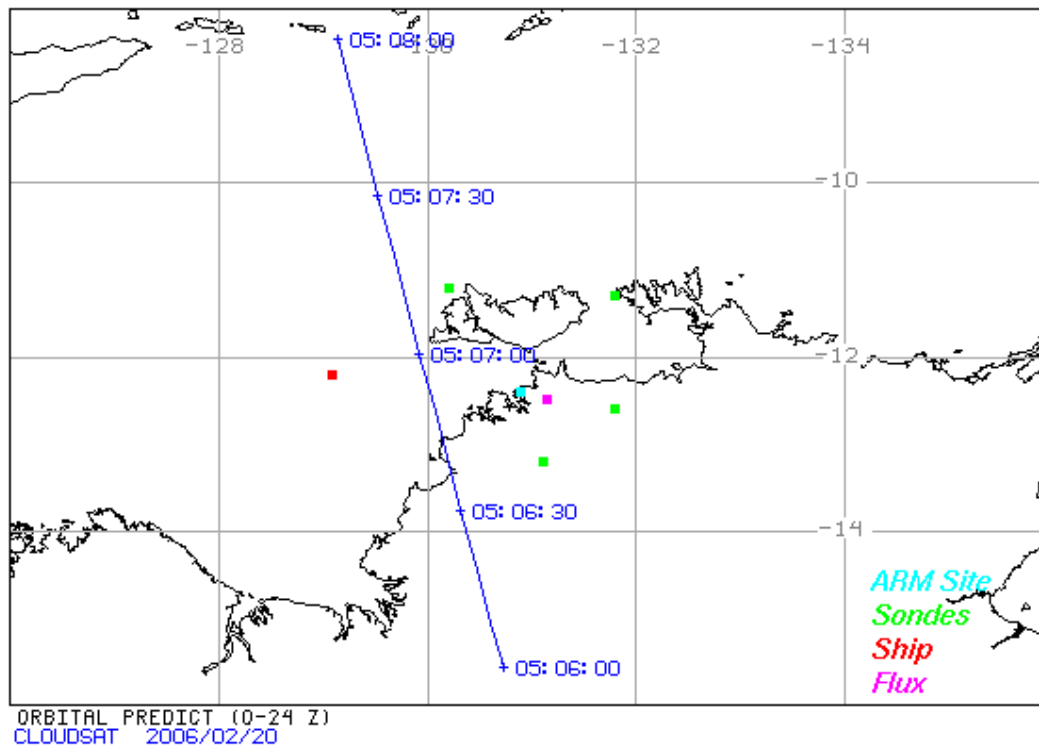 -128
-130
-132
-134
05:08:00
-10
05:07:30
05:07:00
-12
05:06:30
-14
ARM Site
Sondes
Ship
Flux
05:06:00
ORBITAL PREDICT (0-24 Z)
CLOUDSAT 2006/02/20